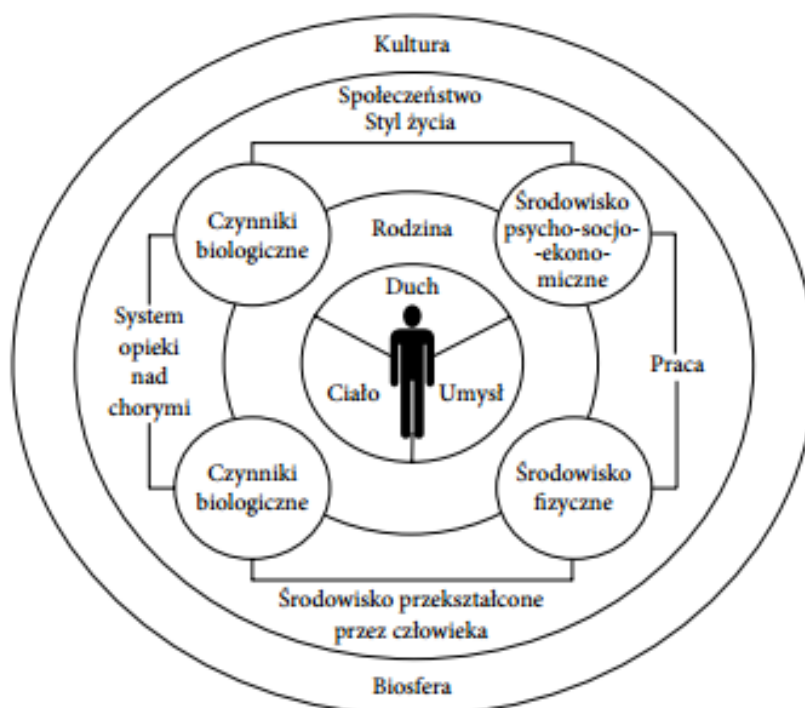 Kultura
Społeczeństwo
Styl życia
Czynniki
biologiczne
Rodzina
Środowisko
psycho-socjo-
-ekono-
miczne
Duch
System
opieki
nad
chorymi
Ciało
Umysł
Praca
Czynniki
biologiczne
Środowisko
fizyczne
Środowisko przekształcone
przez człowieka
Biosfera